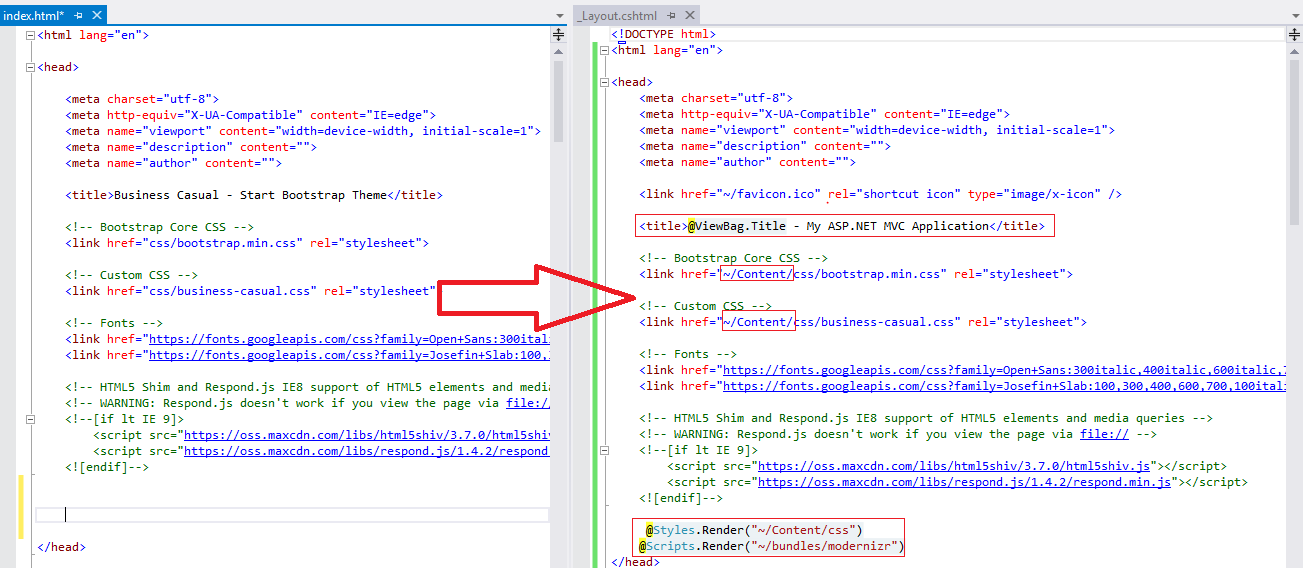 index.html*
<html lang="en">
<head>
<meta charset="utf-8">
<meta http-equiv="X-UA-Compatible" content="IE=edge">
<meta name="viewport" content="width=device-width, initial-scale=1">
<meta name="description" content="">
<meta name="author" content="">
<title>Business Casual - Start Bootstrap Theme</title>
<!-- Bootstrap Core CSS -->
<link href="css/bootstrap.min.css" rel="stylesheet">
<!-- Custom CSS -->
<link href="css/business-casual.css" rel="stylesheet"
<!-- Fonts -->
<link href="https://fonts.googleapis.com/css?family=Open+Sans:300ital
<link href="https://fonts.googleapis.com/css?family=Josefin+Slab:100,
<!-- HTML5 Shim and Respond.js IE8 support of HTML5 elements and media
<!-- WARNING: Respond.js doesn't work if you view the page via file://
<!--[if lt IE 9]>
<script src="https://oss.maxcdn.com/libs/html5shiv/3.7.0/html5shiv
<script src="https://oss.maxcdn.com/libs/respond.js/1.4.2/respond
<![endif]-->
</head>
_Layout.cshtml
<!DOCTYPE html>
<html lang="en">
<head>
<meta charset="utf-8">
<meta http-equiv="X-UA-Compatible" content="IE=edge">
<meta name="viewport" content="width=device-width, initial-scale=1">
<meta name="description" content="">
<meta name="author" content="">
<link href="~/favicon.ico" rel="shortcut icon" type="image/x-icon" />
<title>@ViewBag.Title - My ASP.NET MVC Application</title>
<!-- Bootstrap Core CSS -->
<link href="~/Content/css/bootstrap.min.css" rel="stylesheet">
<!-- Custom CSS -->
<link href="~/Content/css/business-casual.css" rel="stylesheet">
<!-- Fonts -->
<link href="https://fonts.googleapis.com/css?family=Open+Sans:300italic,400italic,600italic,7
<link href="https://fonts.googleapis.com/css?family=Josefin+Slab:100,300,400,600,700,100ital
<!-- HTML5 Shim and Respond.js IE8 support of HTML5 elements and media queries -->
<!-- WARNING: Respond.js doesn't work if you view the page via file:// -->
<!--[if lt IE 9]>
<script src="https://oss.maxcdn.com/libs/html5shiv/3.7.0/html5shiv.js"></script>
<script src="https://oss.maxcdn.com/libs/respond.js/1.4.2/respond.min.js"></script>
<![endif]-->
@Styles.Render("~/Content/css")
@Scripts.Render("~/bundles/modernizr")
</head>